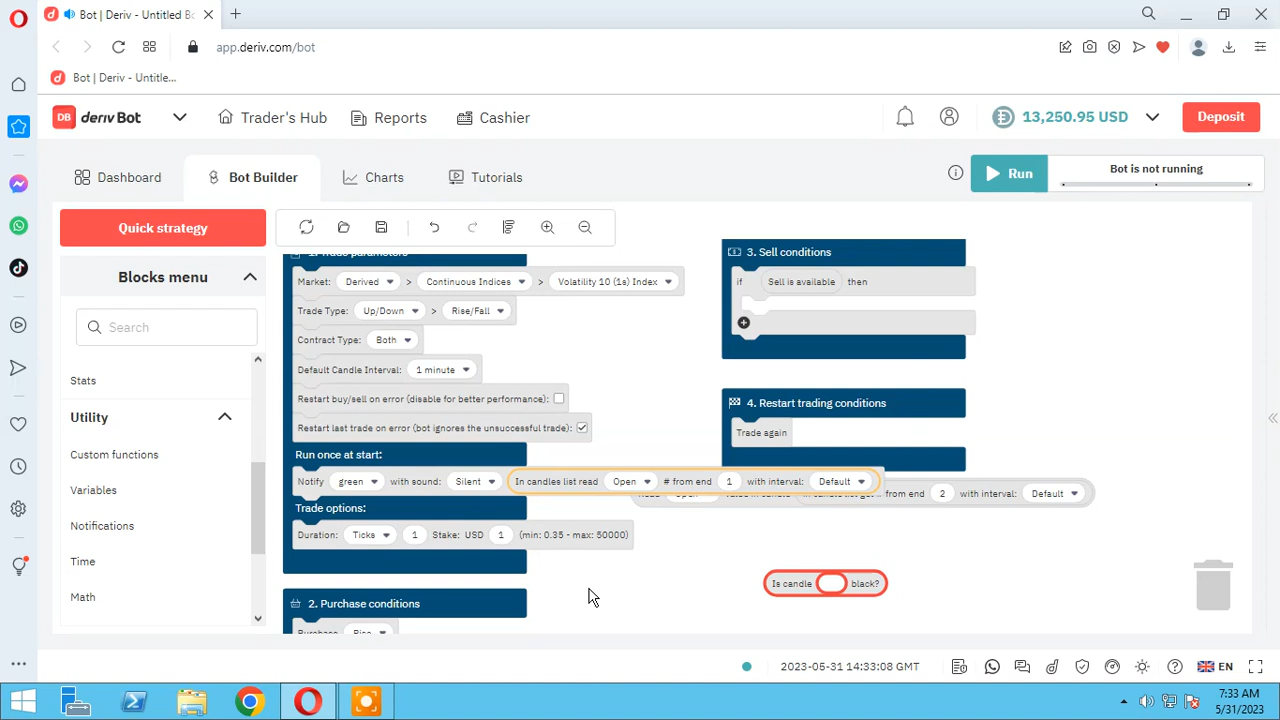 Bot | Deriv - Untitled Bo
app.deriv.com/bot
Bot | Deriv - Untitle...
DB deriv Bot
Trader's Hub
Reports
Cashier
13,250.95 USD
Deposit
Dashboard
Bot Builder
Charts
Tutorials
Run
Bot is not running
Quick strategy
Blocks menu
Search
Stats
Utility
Custom functions
Variables
Notifications
Time
Math
1. Trade parameters
Market: Derived > Continuous Indices > Volatility 10 (1s) Index
Trade Type: Up/Down > Rise/Fall
Contract Type: Both
Default Candle Interval: 1 minute
Restart buy/sell on error (disable for better performance):
Restart last trade on error (bot ignores the unsuccessful trade):
Run once at start:
Notify green with sound: Silent In candles list read Open # from end 1 with interval: Default
Trade options:
Duration: Ticks 1 Stake: USD 1 (min: 0.35 - max: 50000)
2. Purchase conditions
Purchase Rise
3. Sell conditions
if Sell is available then
4. Restart trading conditions
Trade again
from end 2 with interval: Default
Is candle black?
2023-05-31 14:33:08 GMT
EN
7:33 AM
5/31/2023